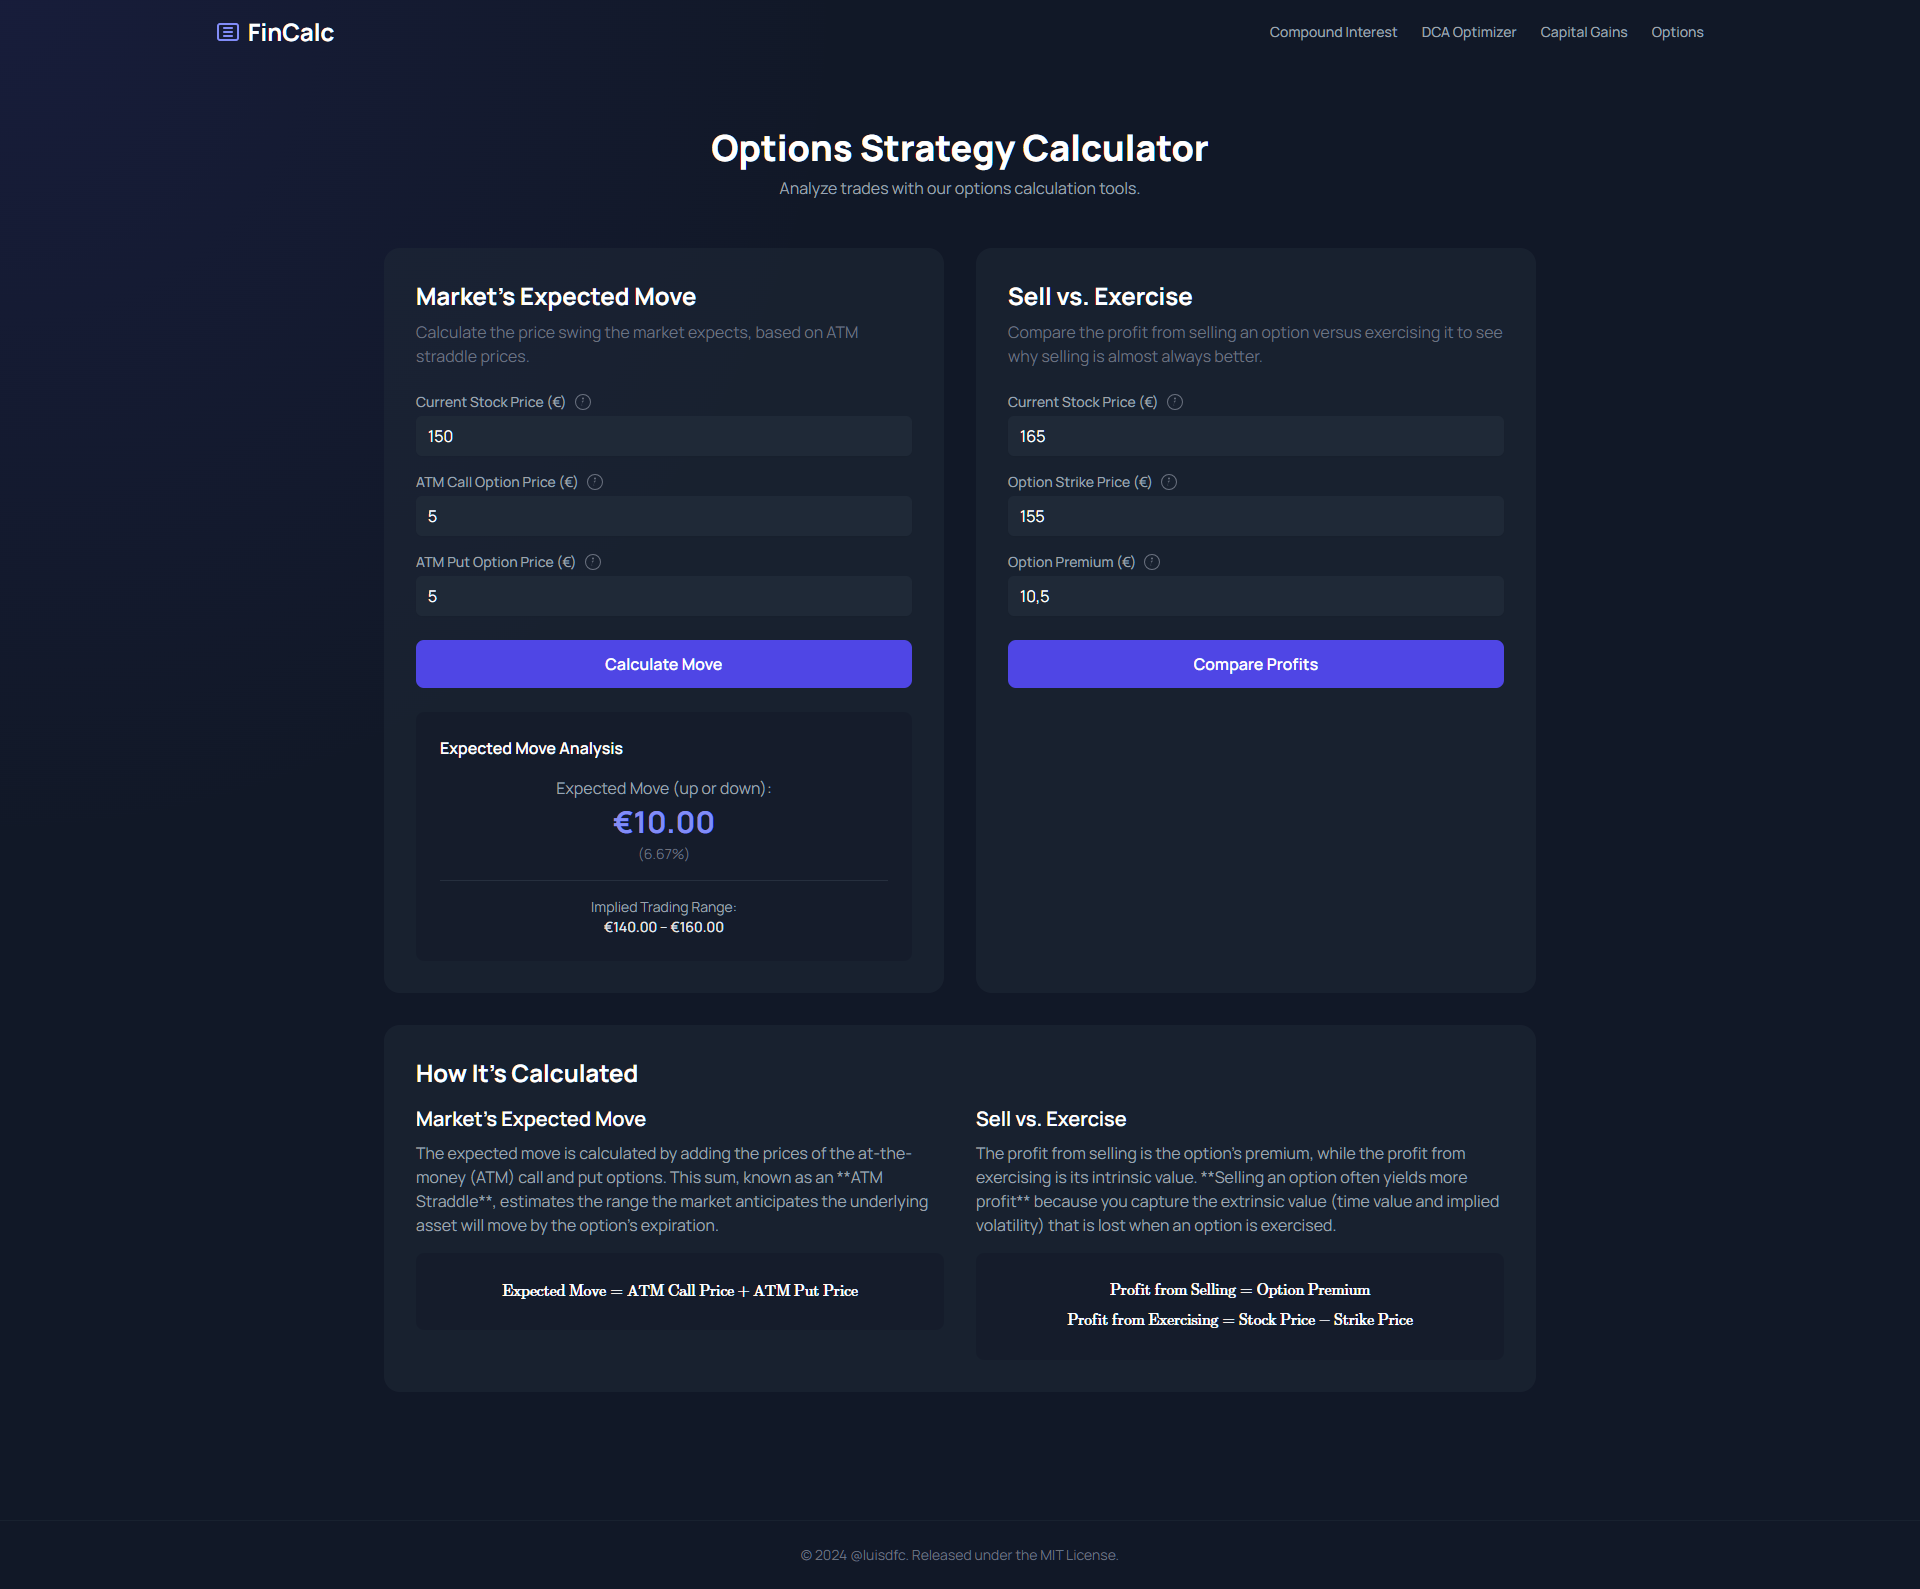 FinCalc
Compound Interest
DCA Optimizer
Capital Gains
Options
Options Strategy Calculator
Analyze trades with our options calculation tools.
Market's Expected Move
Calculate the price swing the market expects, based on ATM
straddle prices.
Current Stock Price (€)
150
ATM Call Option Price (€)
5
ATM Put Option Price (€)
5
Calculate Move
Expected Move Analysis
Expected Move (up or down):
€10.00
(6.67%)
Implied Trading Range:
€140.00 – €160.00
Sell vs. Exercise
Compare the profit from selling an option versus exercising it to see
why selling is almost always better.
Current Stock Price (€)
165
Option Strike Price (€)
155
Option Premium (€)
10,5
Compare Profits
How It's Calculated
Market's Expected Move
The expected move is calculated by adding the prices of the at-the-
money (ATM) call and put options. This sum, known as an **ATM
Straddle**, estimates the range the market anticipates the underlying
asset will move by the option's expiration.
Expected Move = ATM Call Price + ATM Put Price
Sell vs. Exercise
The profit from selling is the option's premium, while the profit from
exercising is its intrinsic value. **Selling an option often yields more
profit** because you capture the extrinsic value (time value and implied
volatility) that is lost when an option is exercised.
Profit from Selling = Option Premium
Profit from Exercising = Stock Price − Strike Price
© 2024 @luisdfc. Released under the MIT License.